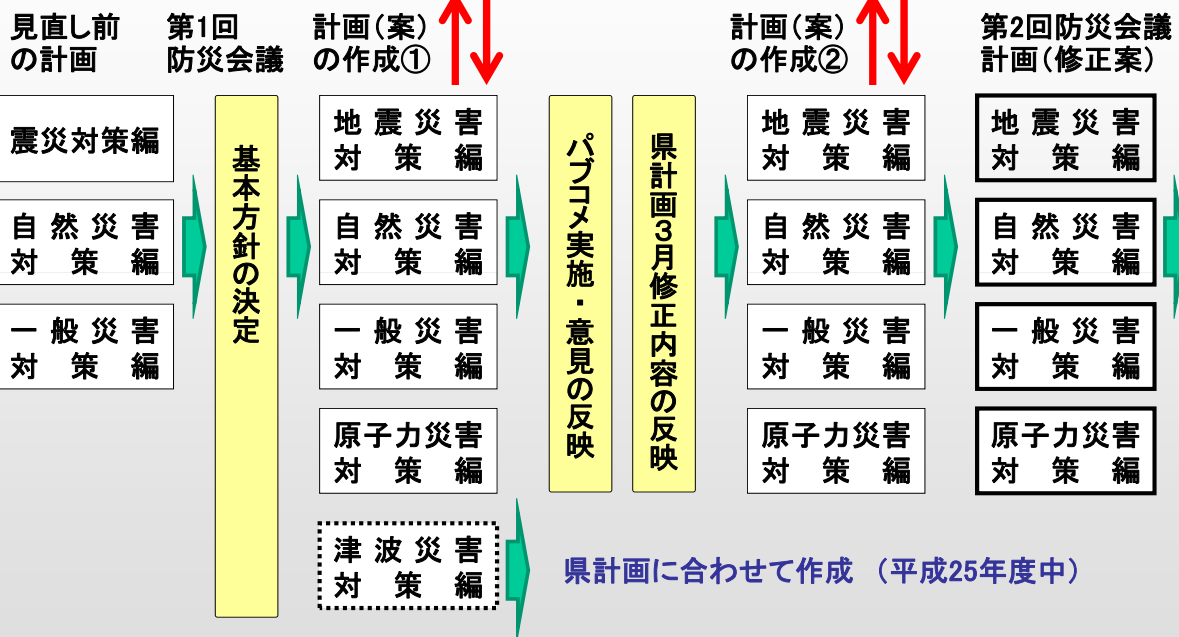 見直し前
の計画
第1回
防災会議
計画（案）
の作成①
計画（案）
の作成②
第2回防災会議
計画（修正案）
震災対策編
自然災害
対策編
一般災害
対策編
基本方針の決定
地震災害
対策編
自然災害
対策編
一般災害
対策編
原子力災害
対策編
津波災害
対策編
パブコメ実施・意見の反映
県計画３月修正内容の反映
地震災害
対策編
自然災害
対策編
一般災害
対策編
原子力災害
対策編
地震災害
対策編
自然災害
対策編
一般災害
対策編
原子力災害
対策編
県計画に合わせて作成 （平成25年度中）